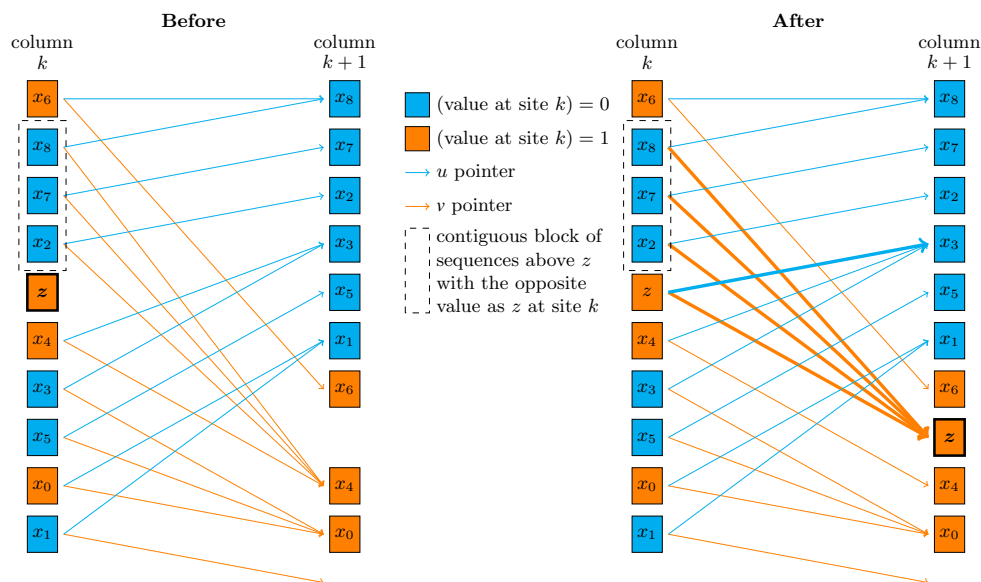 Before
column
k
column
k + 1
x₆
x₈
x₇
x₂
z
x₄
x₃
x₅
x₀
x₁
x₈
x₇
x₂
x₃
x₅
x₁
x₆
x₄
x₀
(value at site k) = 0
(value at site k) = 1
u pointer
v pointer
contiguous block of
sequences above z
with the opposite
value as z at site k
After
column
k
column
k + 1
x₆
x₈
x₇
x₂
z
x₄
x₃
x₅
x₀
x₁
x₈
x₇
x₂
x₃
x₅
x₁
x₆
z
x₄
x₀